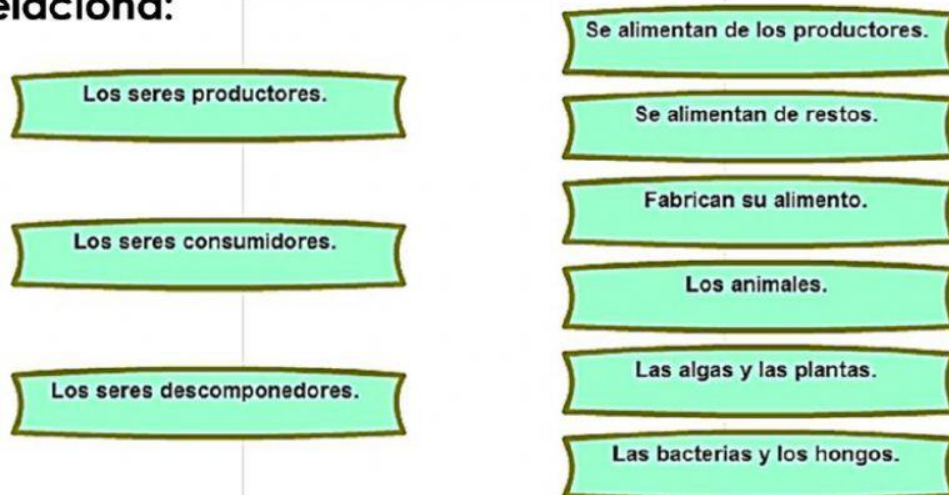 elaciona:
Los seres productores.
Los seres consumidores.
Los seres descomponedores.
Se alimentan de los productores.
Se alimentan de restos.
Fabrican su alimento.
Los animales.
Las algas y las plantas.
Las bacterias y los hongos.